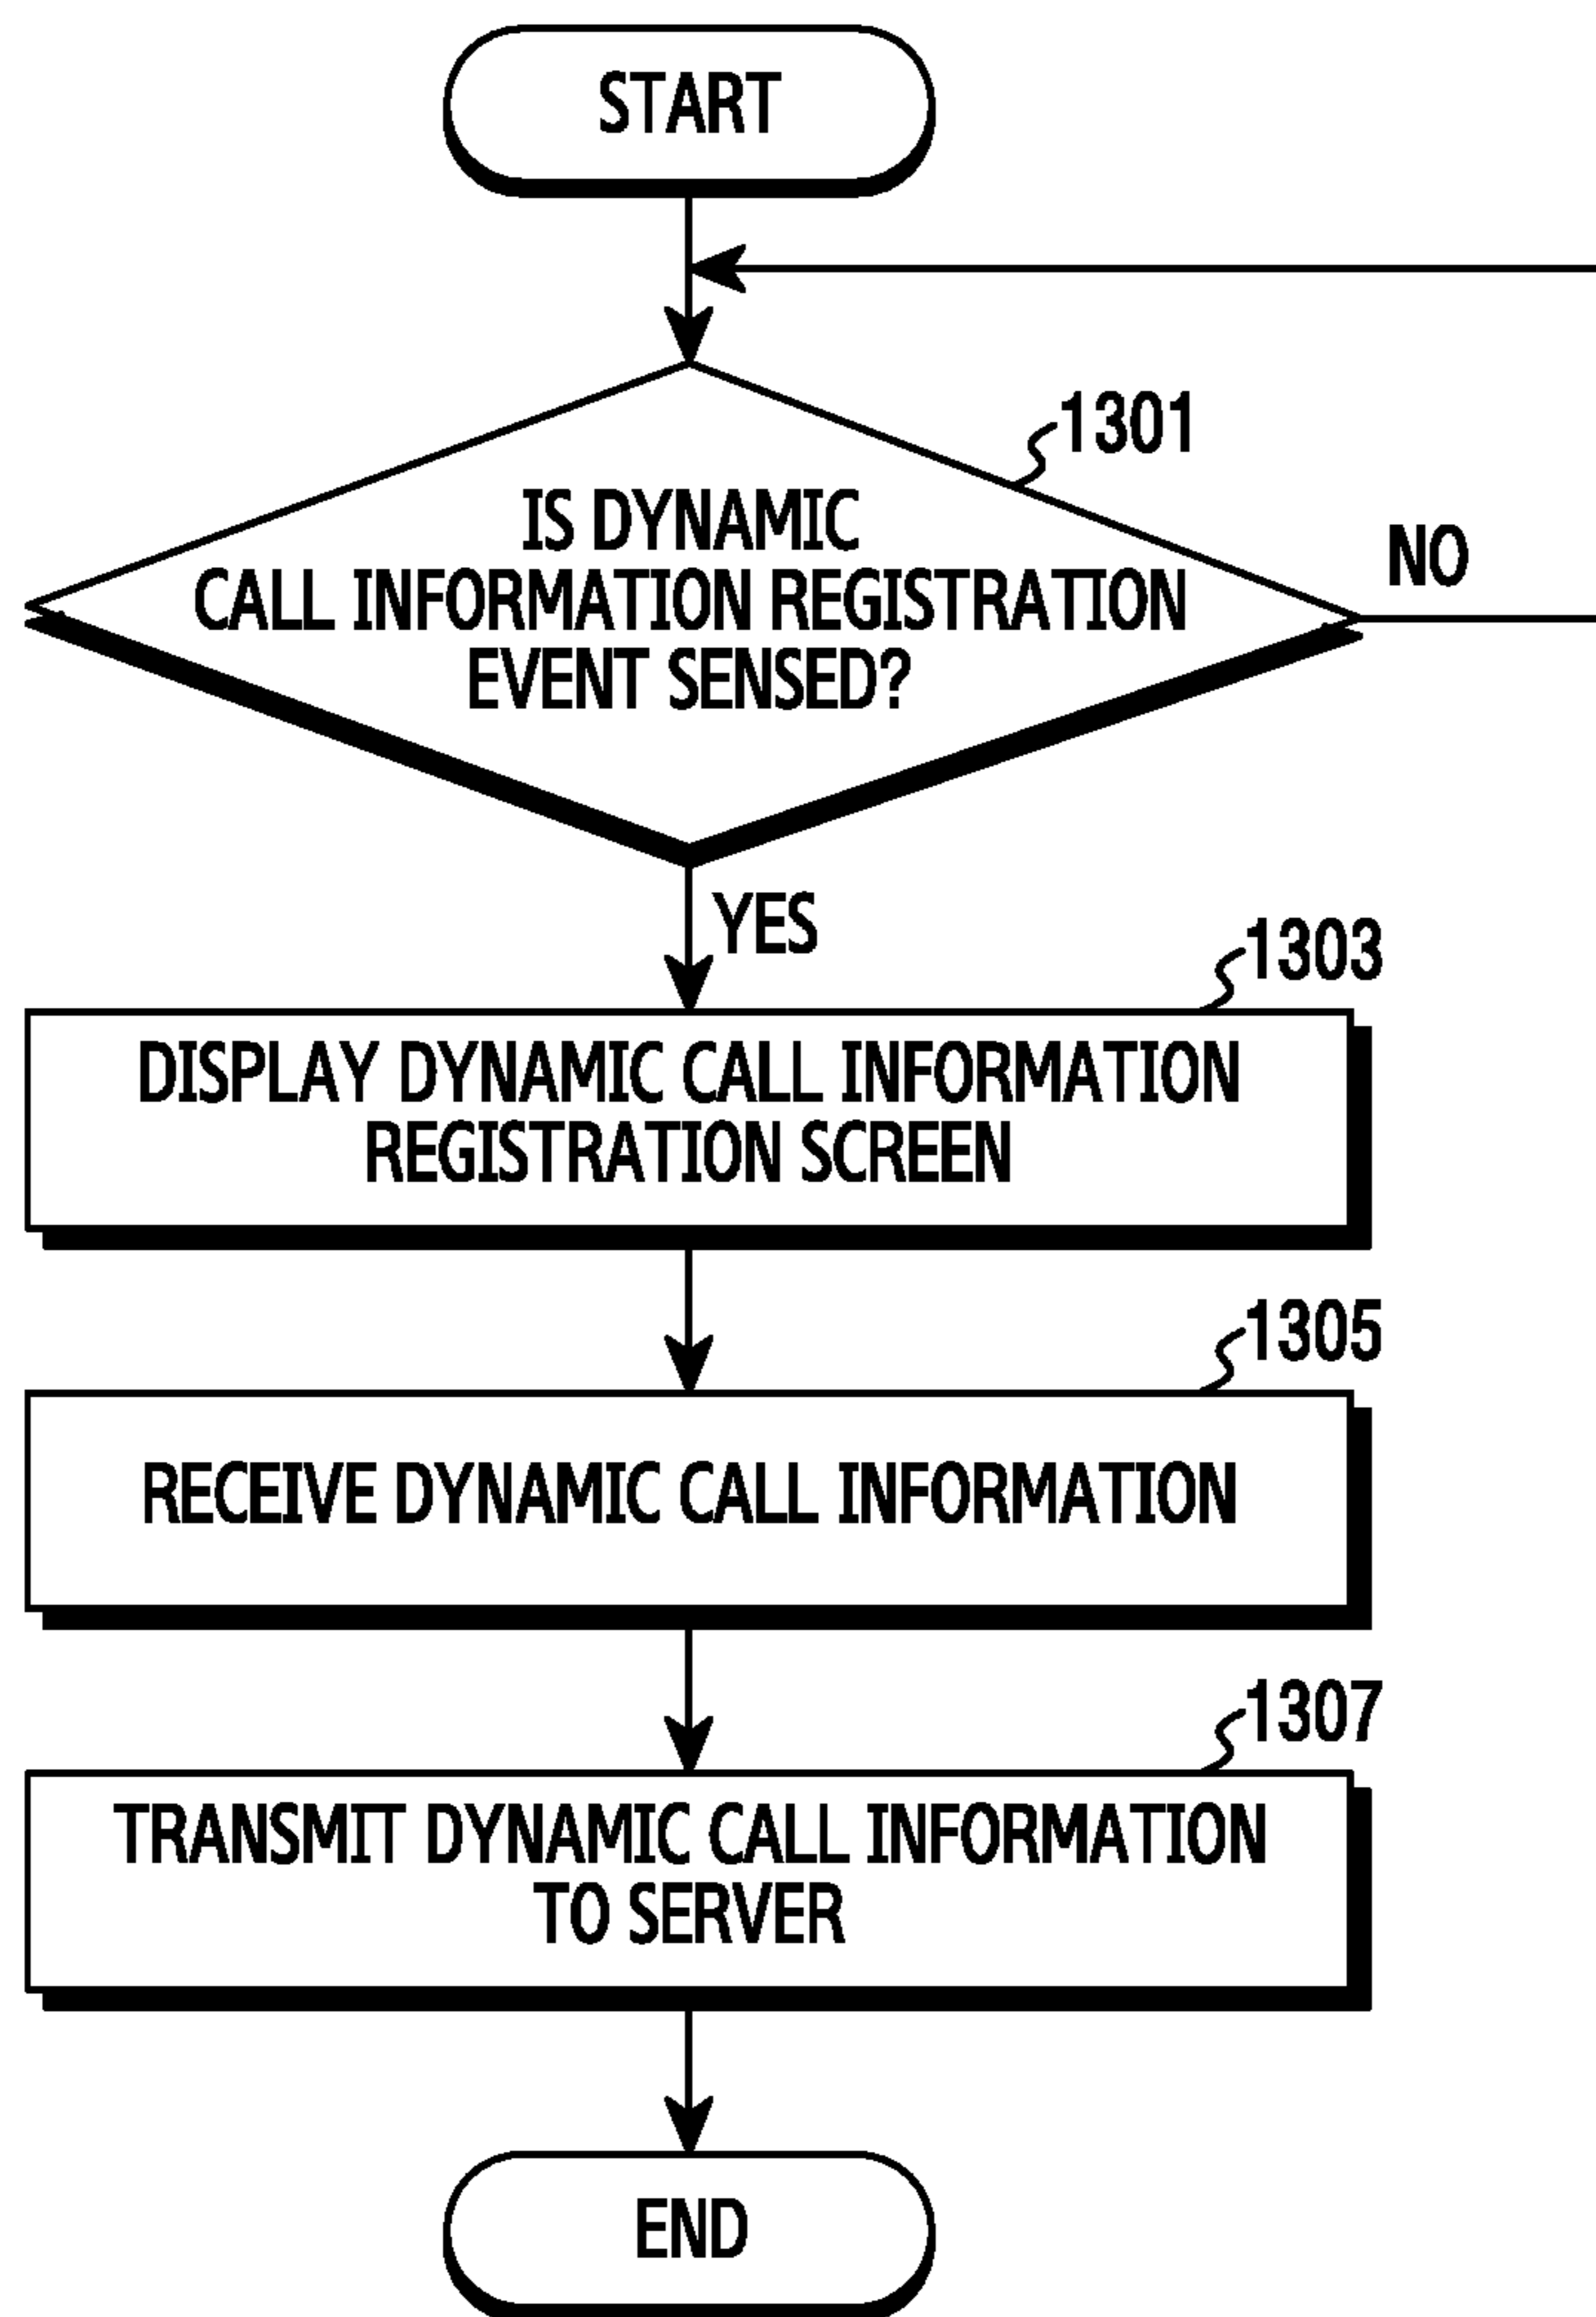 START
1301
IS DYNAMIC
CALL INFORMATION REGISTRATION
EVENT SENSED?
NO
YES
1303
DISPLAY DYNAMIC CALL INFORMATION
REGISTRATION SCREEN
1305
RECEIVE DYNAMIC CALL INFORMATION
1307
TRANSMIT DYNAMIC CALL INFORMATION
TO SERVER
END